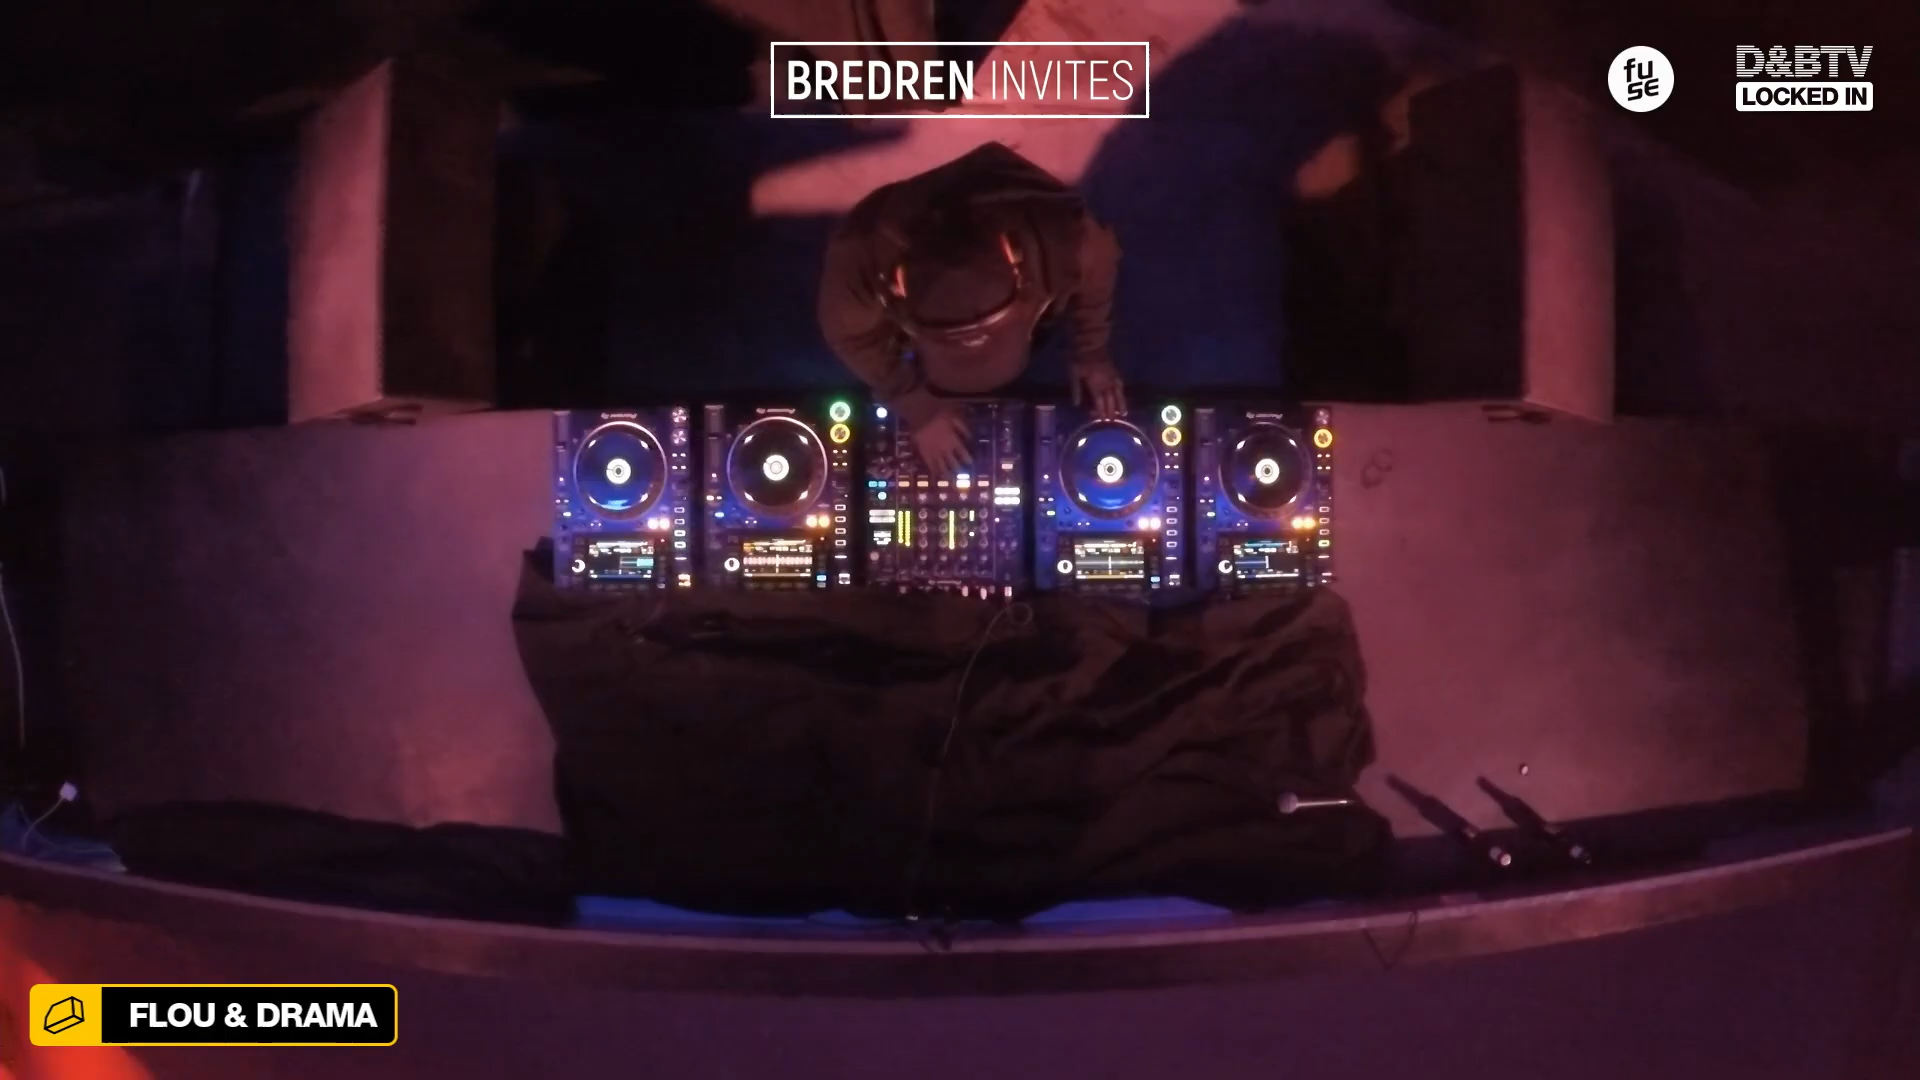 BREDREN INVITES
fu
se
D&BTV
LOCKED IN
FLOU & DRAMA